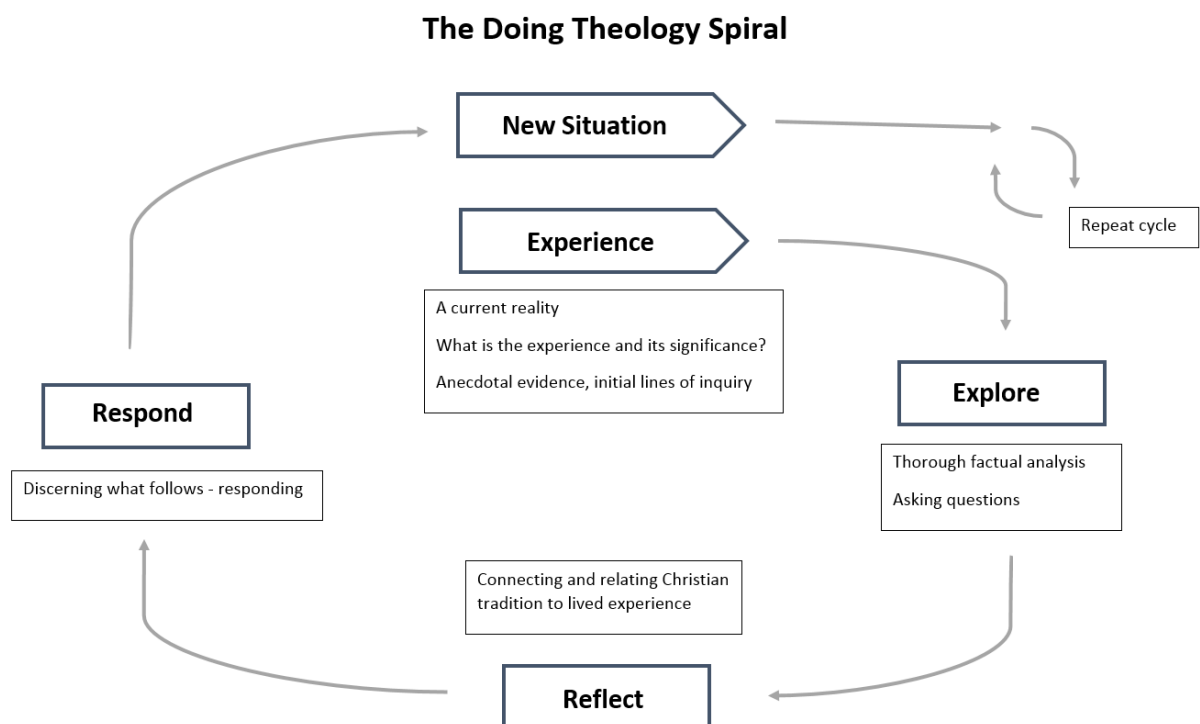 The Doing Theology Spiral
New Situation
Repeat cycle
Experience
A current reality
What is the experience and its significance?
Anecdotal evidence, initial lines of inquiry
Explore
Thorough factual analysis
Asking questions
Connecting and relating Christian
tradition to lived experience
Reflect
Respond
Discerning what follows - responding